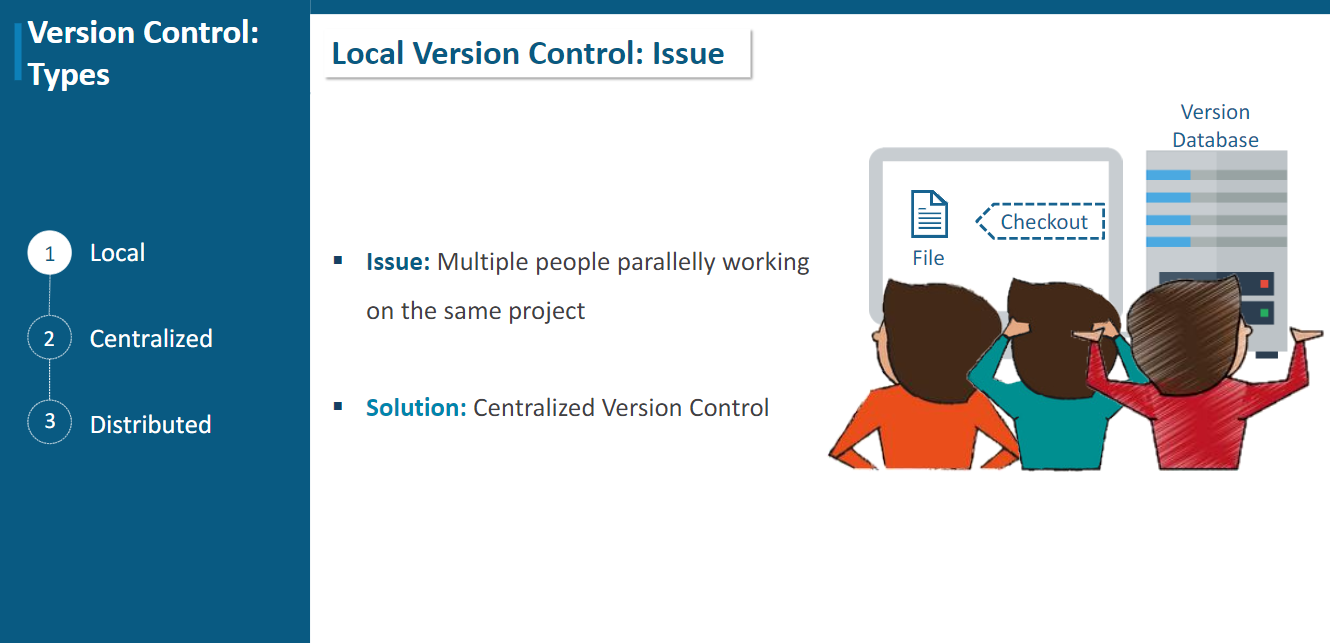 Version Control:
Types
1 Local
2 Centralized
3 Distributed
Local Version Control: Issue
Issue: Multiple people parallelly working
on the same project
Solution: Centralized Version Control
Version
Database
Checkout
File